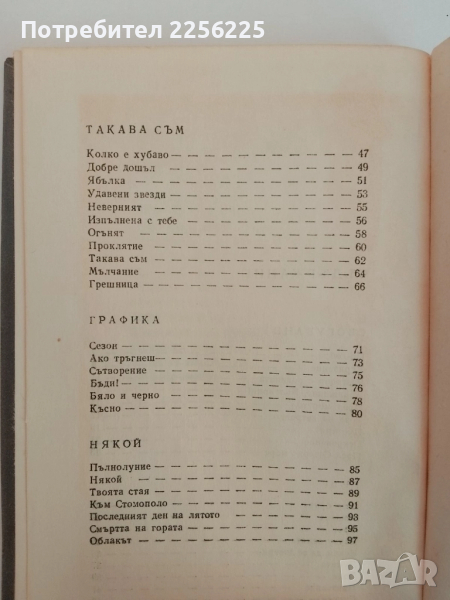 Потребител 2256225
ТАКАВА СЪМ
Колко е хубаво — — — — — — — — — — 47
Добре дошъл — — — — — — — — — — 49
Ябълка — — — — — — — — — — 51
Удавени звезди — — — — — — — — — — 53
Неверният — — — — — — — — — — 55
Изпълнена с тебе — — — — — — — — — — 56
Огънят — — — — — — — — — — 58
Проклятие — — — — — — — — — — 60
Такава съм — — — — — — — — — — 62
Мълчание — — — — — — — — — — 64
Грешница — — — — — — — — — — 66
ГРАФИКА
Сезон — — — — — — — — — — 71
Ако тръгнеш — — — — — — — — — — 73
Сътворение — — — — — — — — — — 75
Бъди! — — — — — — — — — — 76
Бяло и черно — — — — — — — — — — 78
Късно — — — — — — — — — — 80
НЯКОЙ
Пълнолуние — — — — — — — — — — 85
Някой — — — — — — — — — — 87
Твоята стая — — — — — — — — — — 89
Към Стомополо — — — — — — — — — — 91
Последният ден на лятото — — — — — — — 93
Смъртта на гората — — — — — — — — — 95
Облакът — — — — — — — — — — 97
BAZAR
bg